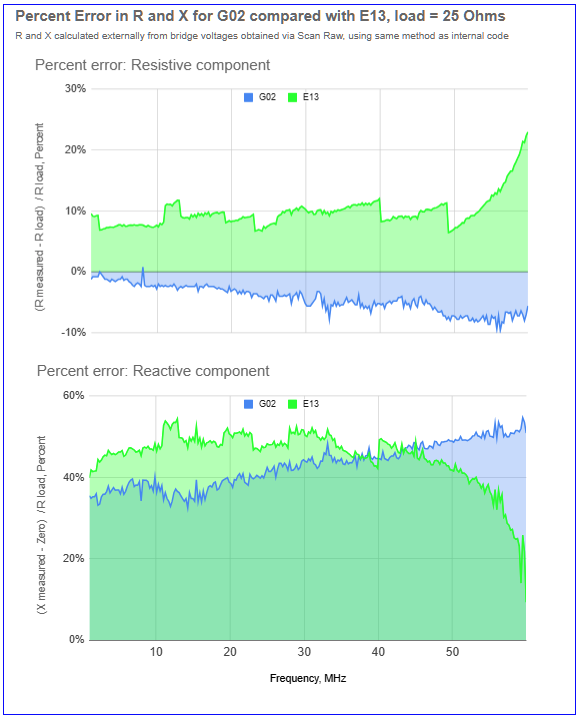 Percent Error in R and X for G02 compared with E13, load = 25 Ohms
R and X calculated externally from bridge voltages obtained via Scan Raw, using same method as internal code
Percent error: Resistive component
G02 E13
(R measured - R load) / R load, Percent
30%
20%
10%
0%
-10%
Percent error: Reactive component
G02 E13
(X measured - Zero) / R load, Percent
60%
40%
20%
0%
10 20 30 40 50
Frequency, MHz